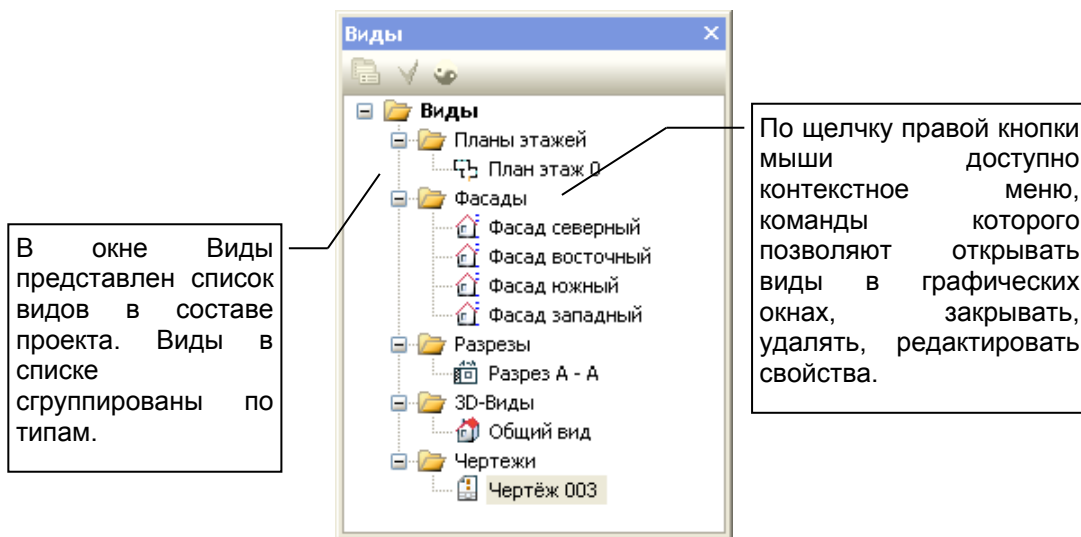 Виды
Виды
Планы этажей
План этаж 0
Фасады
Фасад северный
Фасад восточный
Фасад южный
Фасад западный
Разрезы
Разрез А - А
3D-Виды
Общий вид
Чертежи
Чертёж 003
В окне Виды
представлен список
видов в составе
проекта. Виды в
списке
сгруппированы по
типам.
По щелчку правой кнопки
мыши доступно
контекстное меню,
команды которого
позволяют открывать
виды в графических
окнах, закрывать,
удалять, редактировать
свойства.